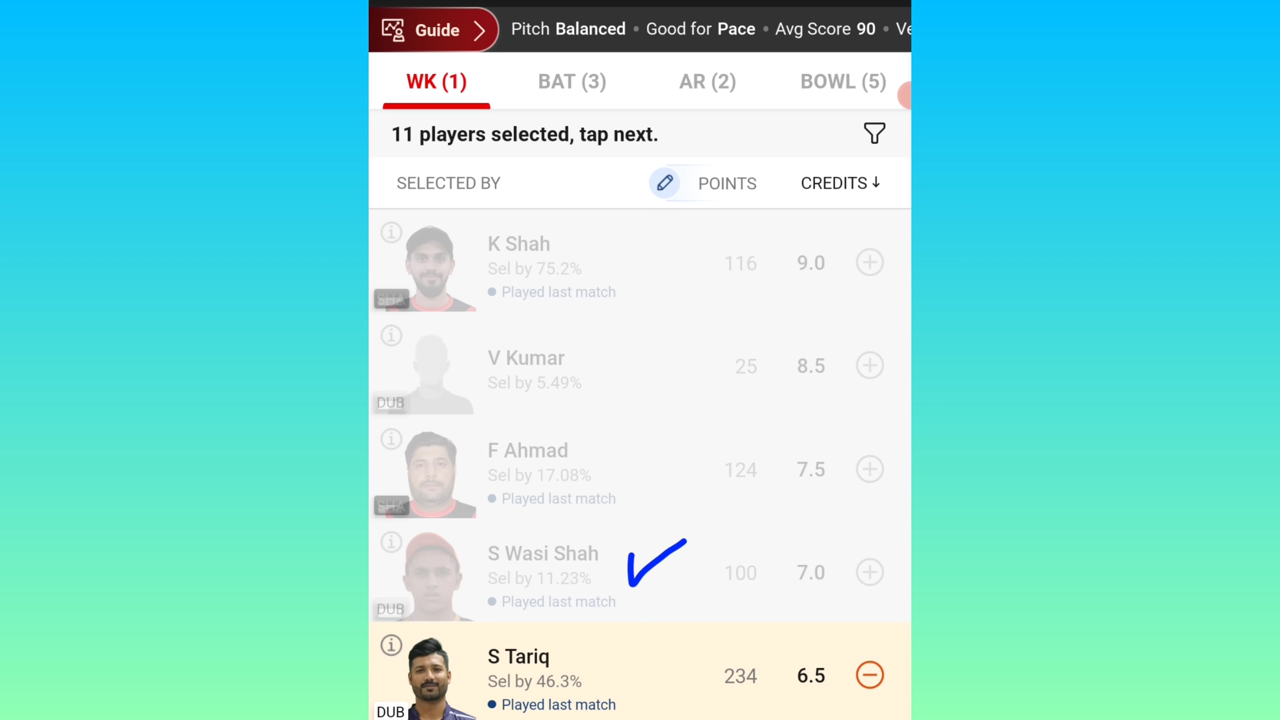 Guide Pitch Balanced • Good for Pace • Avg Score 90 •
WK (1) BAT (3) AR (2) BOWL (5)
11 players selected, tap next.
SELECTED BY POINTS CREDITS↓
K Shah
Sel by 75.2% 116 9.0
SHA • Played last match
V Kumar
Sel by 5.49% 25 8.5
DUB
F Ahmad
Sel by 17.08% 124 7.5
SHA • Played last match
S Wasi Shah
Sel by 11.23% 100 7.0
DUB • Played last match
S Tariq
Sel by 46.3% 234 6.5
DUB • Played last match